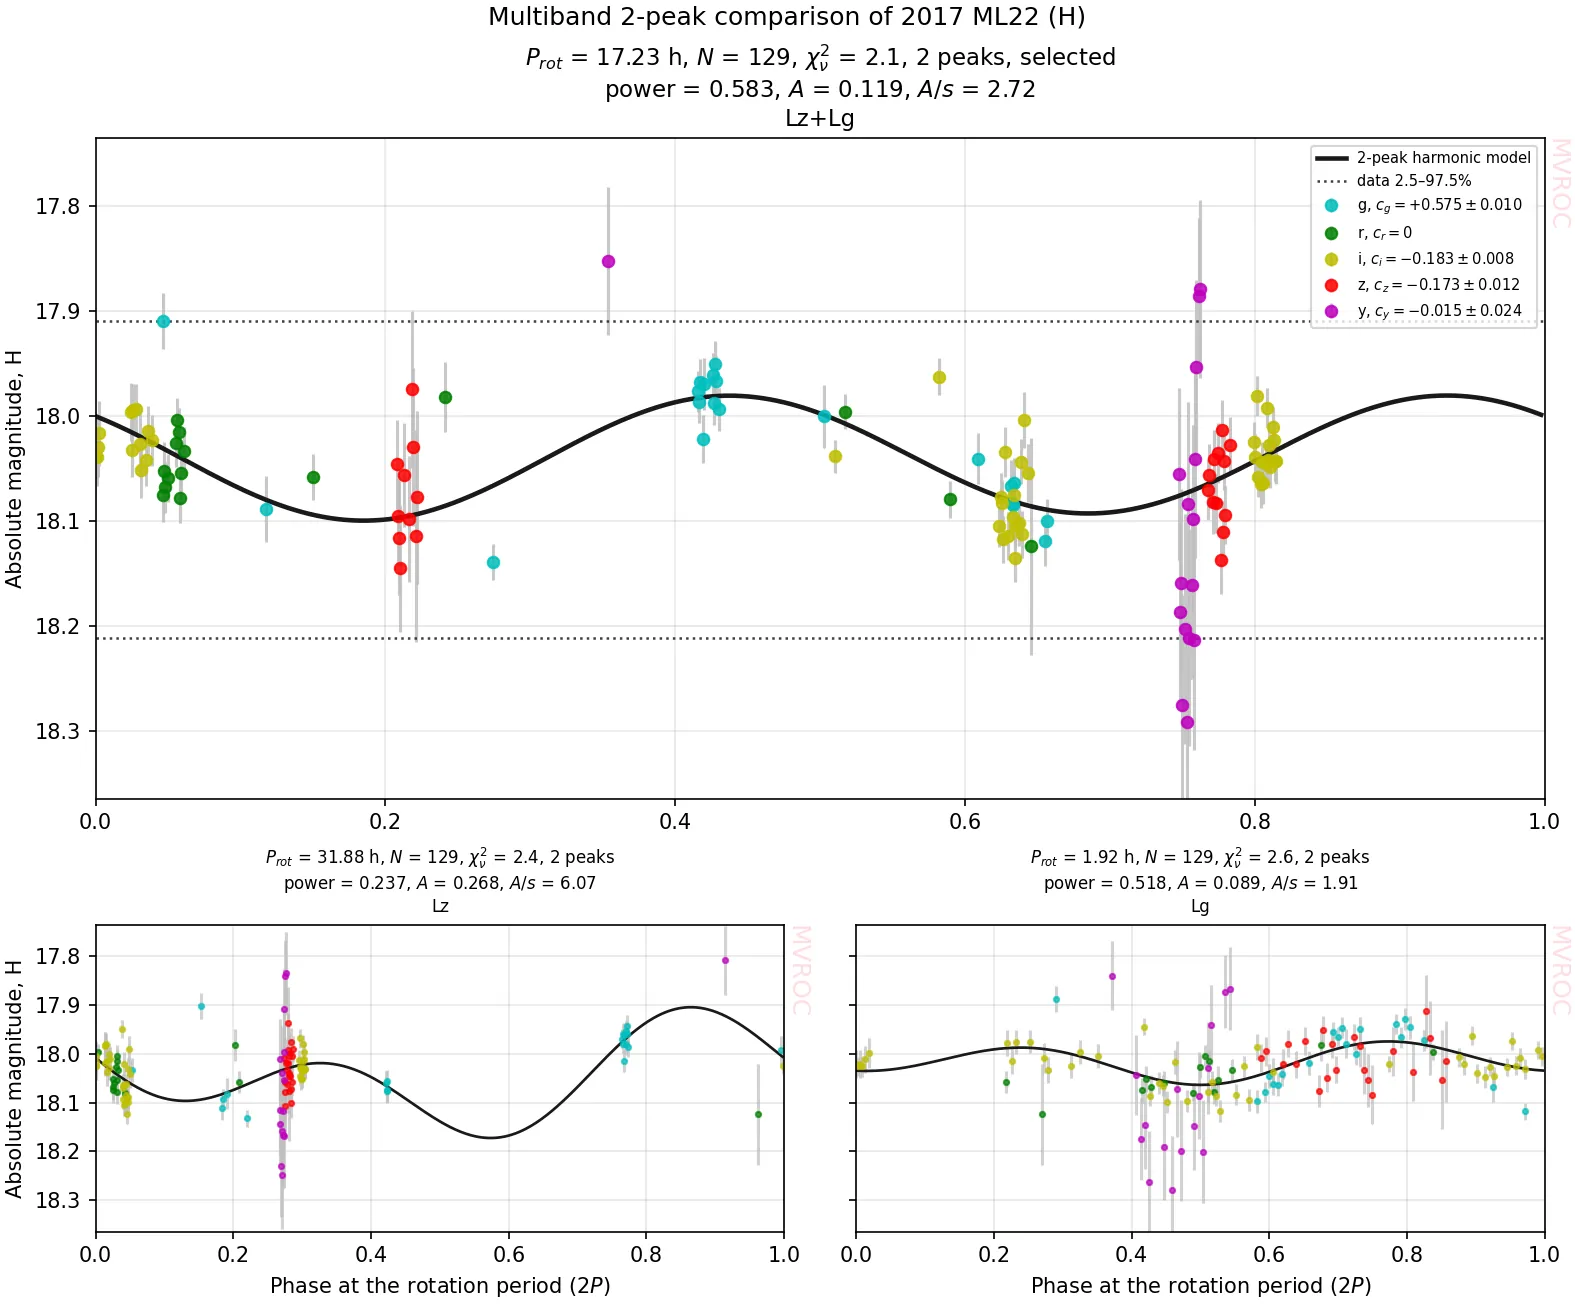 Multiband 2-peak comparison of 2017 ML22 (H)
P_rot = 17.23 h, N = 129, χ²_ν = 2.1, 2 peaks, selected
power = 0.583, A = 0.119, A/s = 2.72
Lz+Lg
2-peak harmonic model
data 2.5–97.5%
g, c_g = +0.575 ± 0.010
r, c_r = 0
i, c_i = −0.183 ± 0.008
z, c_z = −0.173 ± 0.012
y, c_y = −0.015 ± 0.024
MVROC
Absolute magnitude, H
17.8
17.9
18.0
18.1
18.2
18.3
0.0 0.2 0.4 0.6 0.8 1.0
P_rot = 31.88 h, N = 129, χ²_ν = 2.4, 2 peaks
power = 0.237, A = 0.268, A/s = 6.07
Lz
MVROC
Absolute magnitude, H
17.8
17.9
18.0
18.1
18.2
18.3
0.0 0.2 0.4 0.6 0.8 1.0
Phase at the rotation period (2P)
P_rot = 1.92 h, N = 129, χ²_ν = 2.6, 2 peaks
power = 0.518, A = 0.089, A/s = 1.91
Lg
MVROC
0.0 0.2 0.4 0.6 0.8 1.0
Phase at the rotation period (2P)